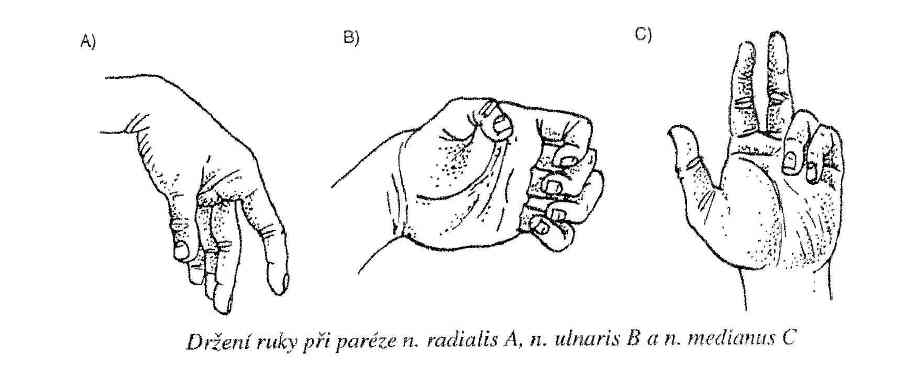 A) B) C)
Držení ruky při paréze n. radialis A, n. ulnaris B a n. medianus C